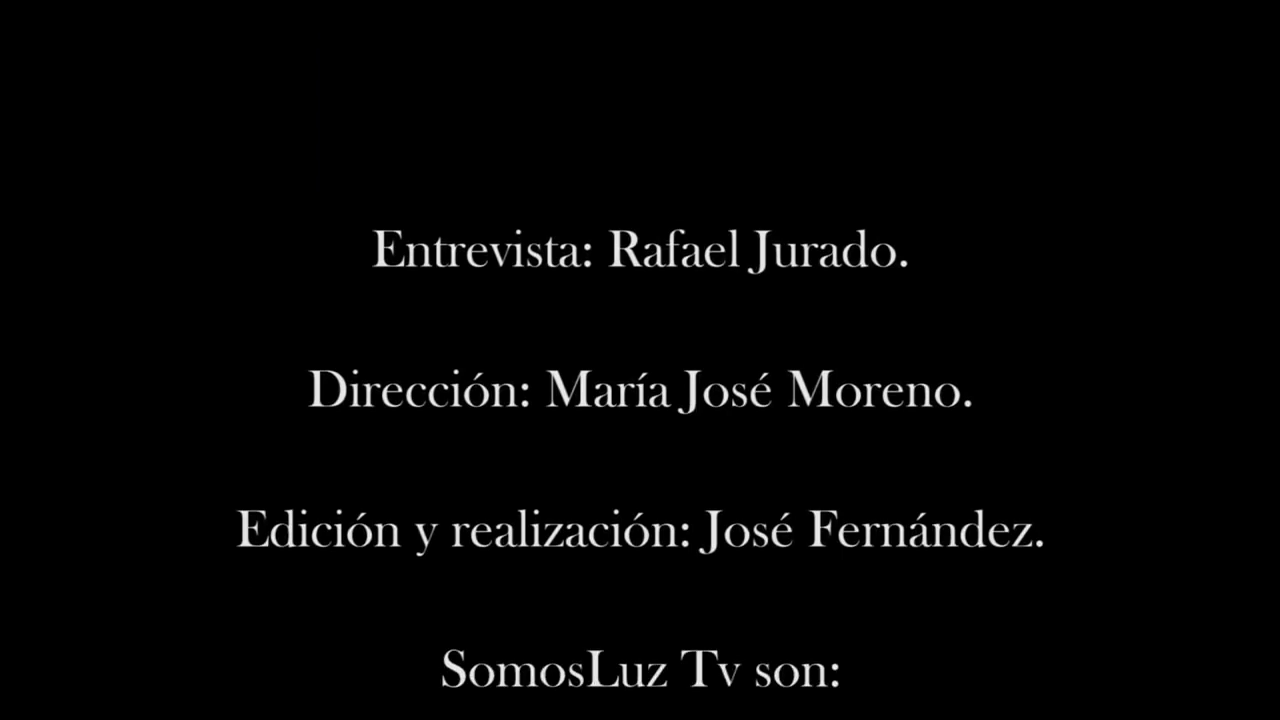 Entrevista: Rafael Jurado.
Dirección: María José Moreno.
Edición y realización: José Fernández.
SomosLuz Tv son: